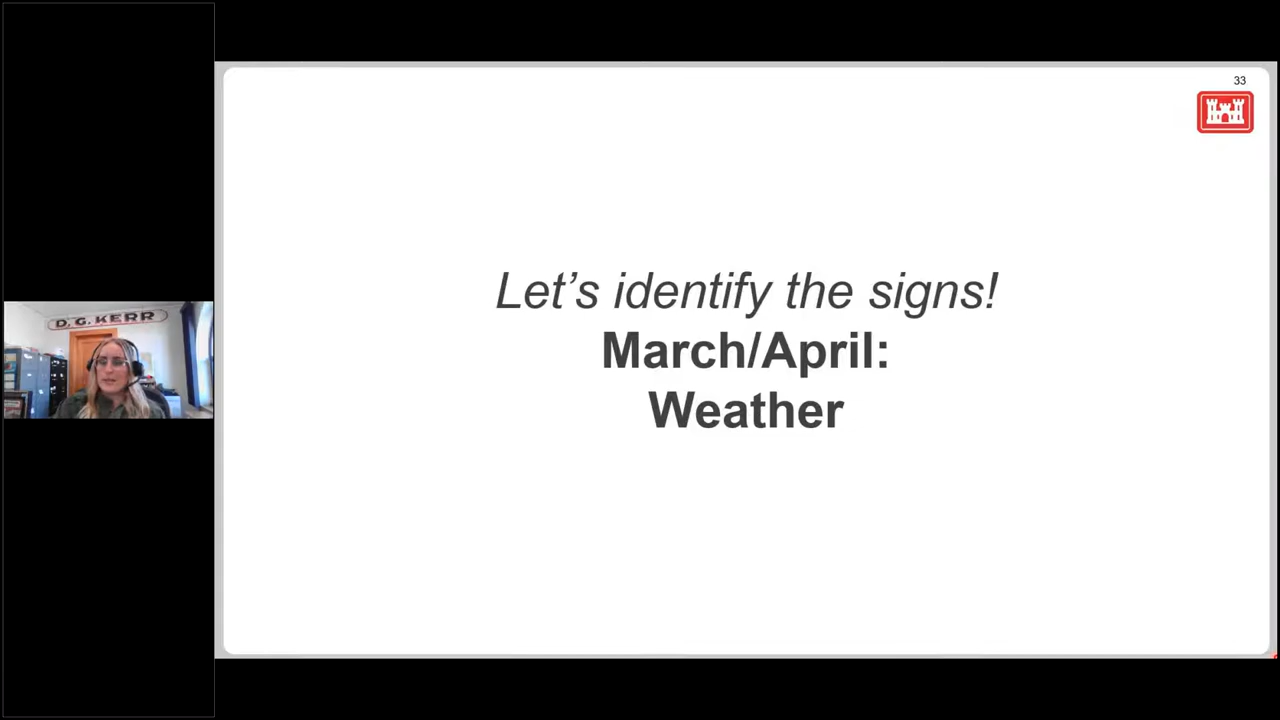 33
D. G. KERR
Let's identify the signs!
March/April:
Weather